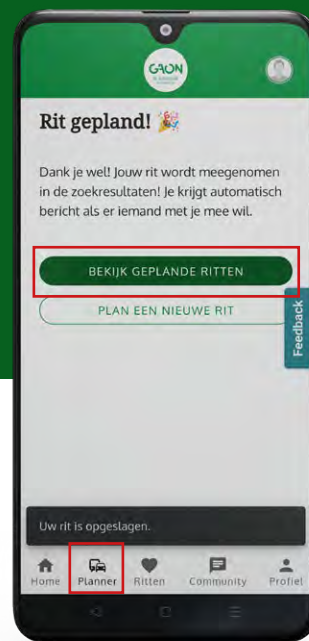 GAON
Rit gepland! 🎉
Dank je wel! Jouw rit wordt meegenomen
in de zoekresultaten! Je krijgt automatisch
bericht als er iemand met je mee wil.
BEKIJK GEPLANDE RITTEN
PLAN EEN NIEUWE RIT
Feedback
Uw rit is opgeslagen.
Home Planner Ritten Community Profiel